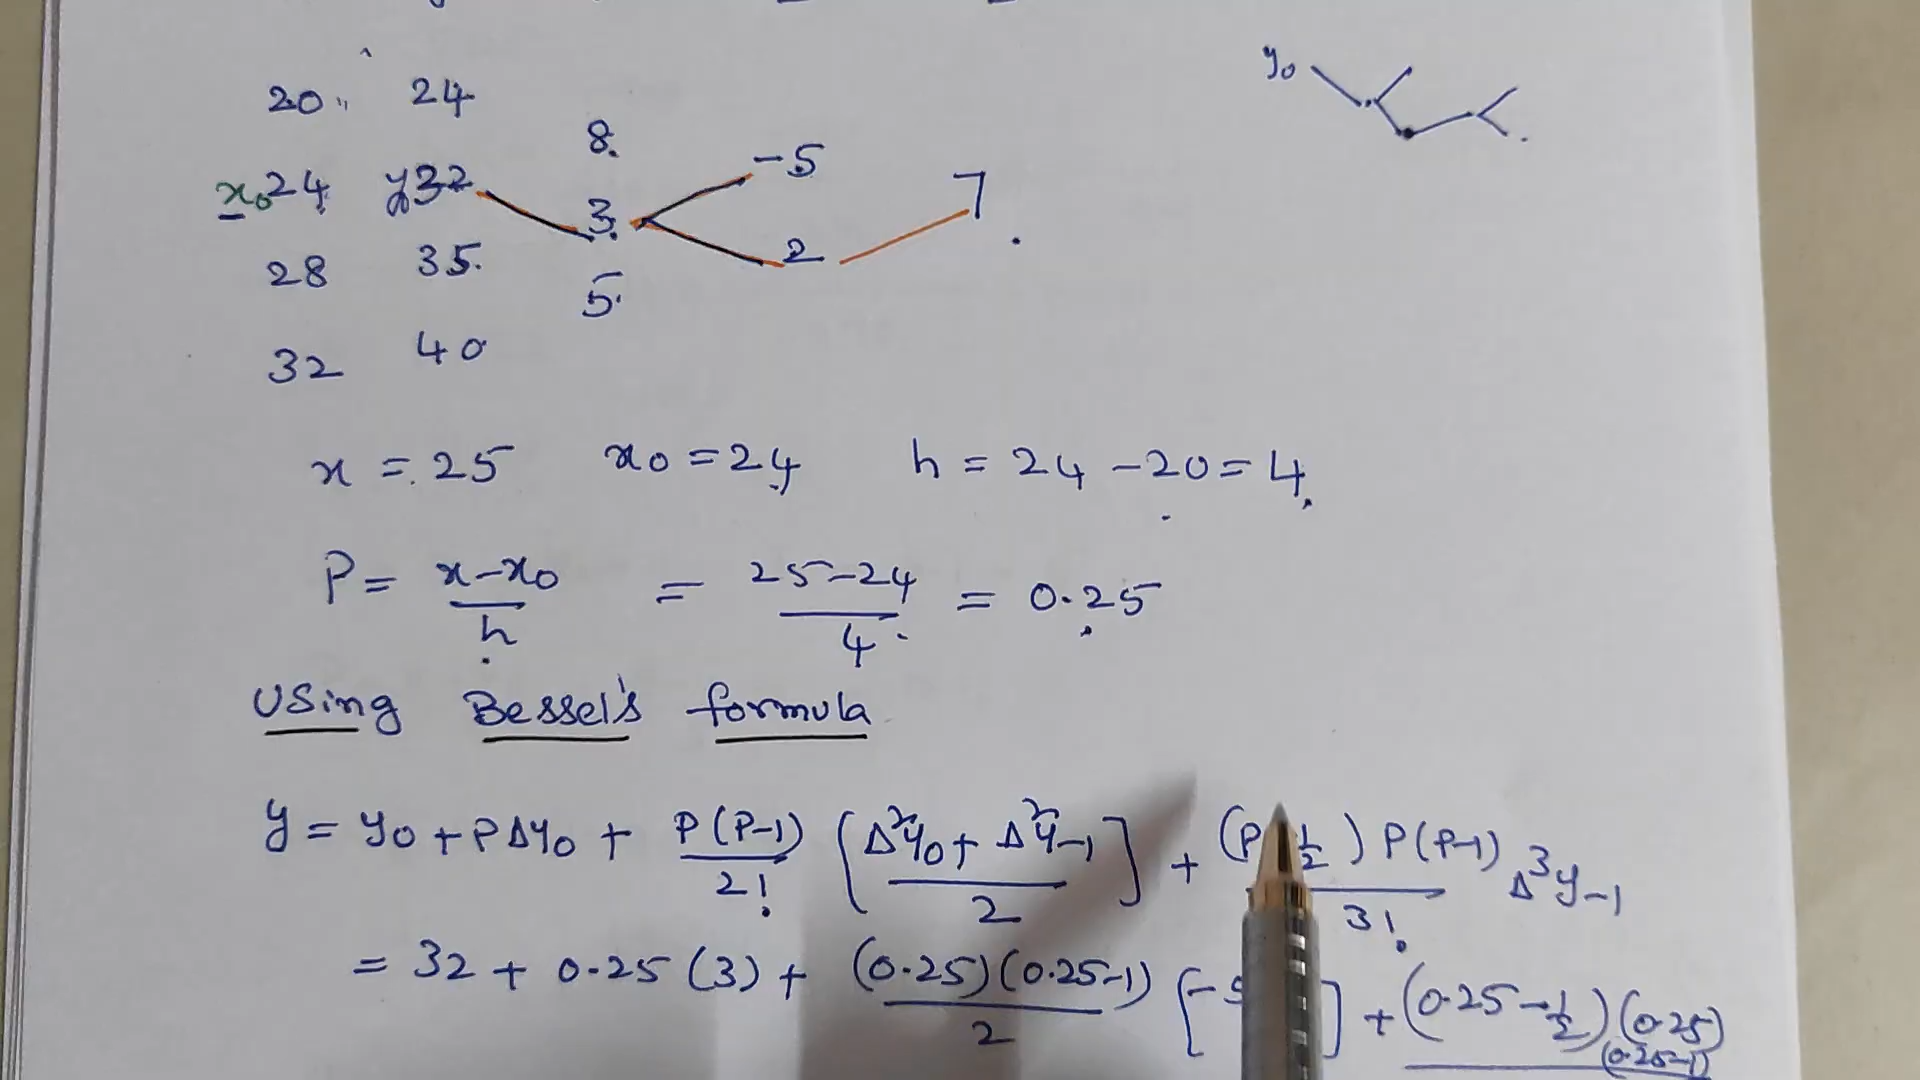 y₀
20 24
8
-5
x₀ 24 y32
3
7
2
28 35
5
32 40
x = 25 x₀ = 24 h = 24 - 20 = 4
P = x-x₀/h = 25-24/4 = 0.25
Using Bessel's formula
y = y₀ + PΔy₀ + P(P-1)/2! [Δ²y₀ + Δ²y₋₁/2] + (P 1/2) P(P-1)/3! Δ³y₋₁
= 32 + 0.25 (3) + (0.25)(0.25-1)/2 [-5 ] + (0.25 - 1/2)(0.25)(0.25-1)